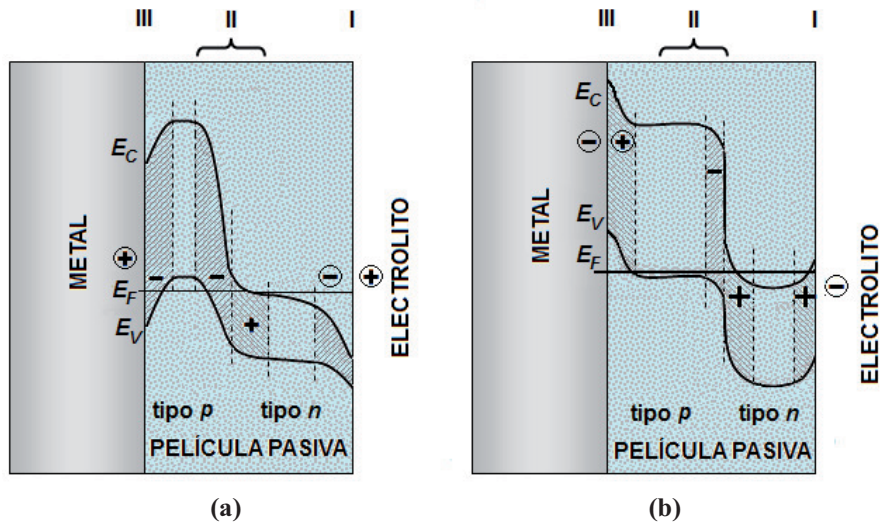 III II I
E_C
E_F
E_V
METAL
ELECTROLITO
+ - - + - +
tipo p tipo n
PELÍCULA PASIVA
(a)
III II I
E_C
E_V
E_F
METAL
ELECTROLITO
- + - + + -
tipo p tipo n
PELÍCULA PASIVA
(b)